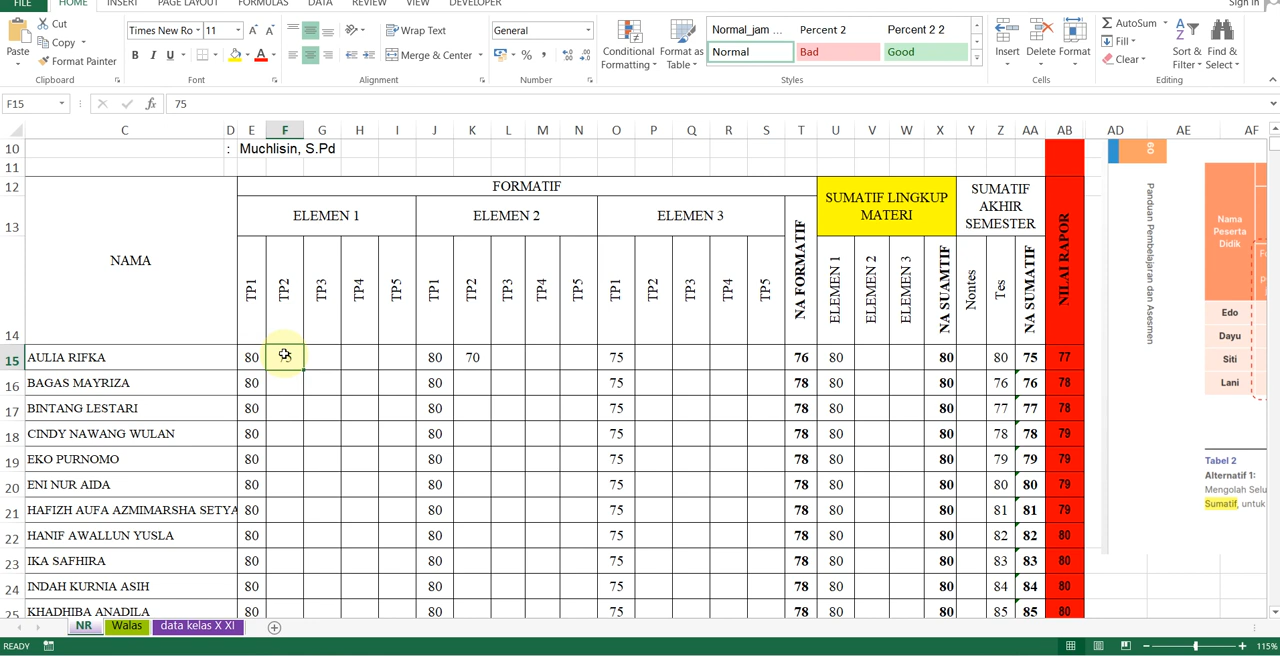 FILE HOME INSERT PAGE LAYOUT FORMULAS DATA REVIEW VIEW DEVELOPER Sign in
Cut
Copy
Format Painter
Paste
Clipboard
Times New Ro 11
Font
Wrap Text
Merge & Center
Alignment
General
Number
Conditional Formatting
Format as Table
Normal_jam ... Percent 2 Percent 2 2
Normal Bad Good
Styles
Insert Delete Format
Cells
AutoSum
Fill
Clear
Sort & Filter
Find & Select
Editing
F15 fx 75
C D E F G H I J K L M N O P Q R S T U V W X Y Z AA AB AD AE AF
10 : Muchlisin, S.Pd
11
12 FORMATIF
13 ELEMEN 1 ELEMEN 2 ELEMEN 3
NAMA
SUMATIF LINGKUP MATERI
SUMATIF AKHIR SEMESTER
14 TP1 TP2 TP3 TP4 TP5 TP1 TP2 TP3 TP4 TP5 TP1 TP2 TP3 TP4 TP5 NA FORMATIF ELEMEN 1 ELEMEN 2 ELEMEN 3 NA SUAMTIF Nontes Tes NA SUMATIF NILAI RAPOR
15 AULIA RIFKA 80 75 80 70 75 76 80 80 80 75 77
16 BAGAS MAYRIZA 80 80 75 78 80 80 76 76 78
17 BINTANG LESTARI 80 80 75 78 80 80 77 77 78
18 CINDY NAWANG WULAN 80 80 75 78 80 80 78 78 79
19 EKO PURNOMO 80 80 75 78 80 80 79 79 79
20 ENI NUR AIDA 80 80 75 78 80 80 80 80 79
21 HAFIZH AUFA AZMIMARSHA SETYA 80 80 75 78 80 80 81 81 79
22 HANIF AWALLUN YUSLA 80 80 75 78 80 80 82 82 80
23 IKA SAFHIRA 80 80 75 78 80 80 83 83 80
24 INDAH KURNIA ASIH 80 80 75 78 80 80 84 84 80
25 KHADHIBA ANADILA 80 80 75 78 80 80 85 85 80
60
Panduan Pembelajaran dan Asesmen
Nama
Peserta
Didik
Edo
Dayu
Siti
Lani
Tabel 2
Alternatif 1:
Mengolah Selu
Sumatif, untuk
NR Walas data kelas X XI
READY 115%